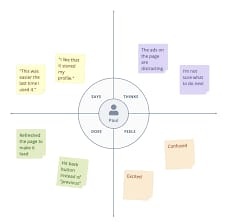 "I like that
it stored
my
profile."
The ads on
the page
are
distracting.
"This was
easier the
last time I
used it."
I'm not
sure what
to do next
SAYS
THINKS
Paul
DOES
FEELS
Refreshed
the page to
make it
load
Hit back
button
instead of
"previous"
Confused
Excited